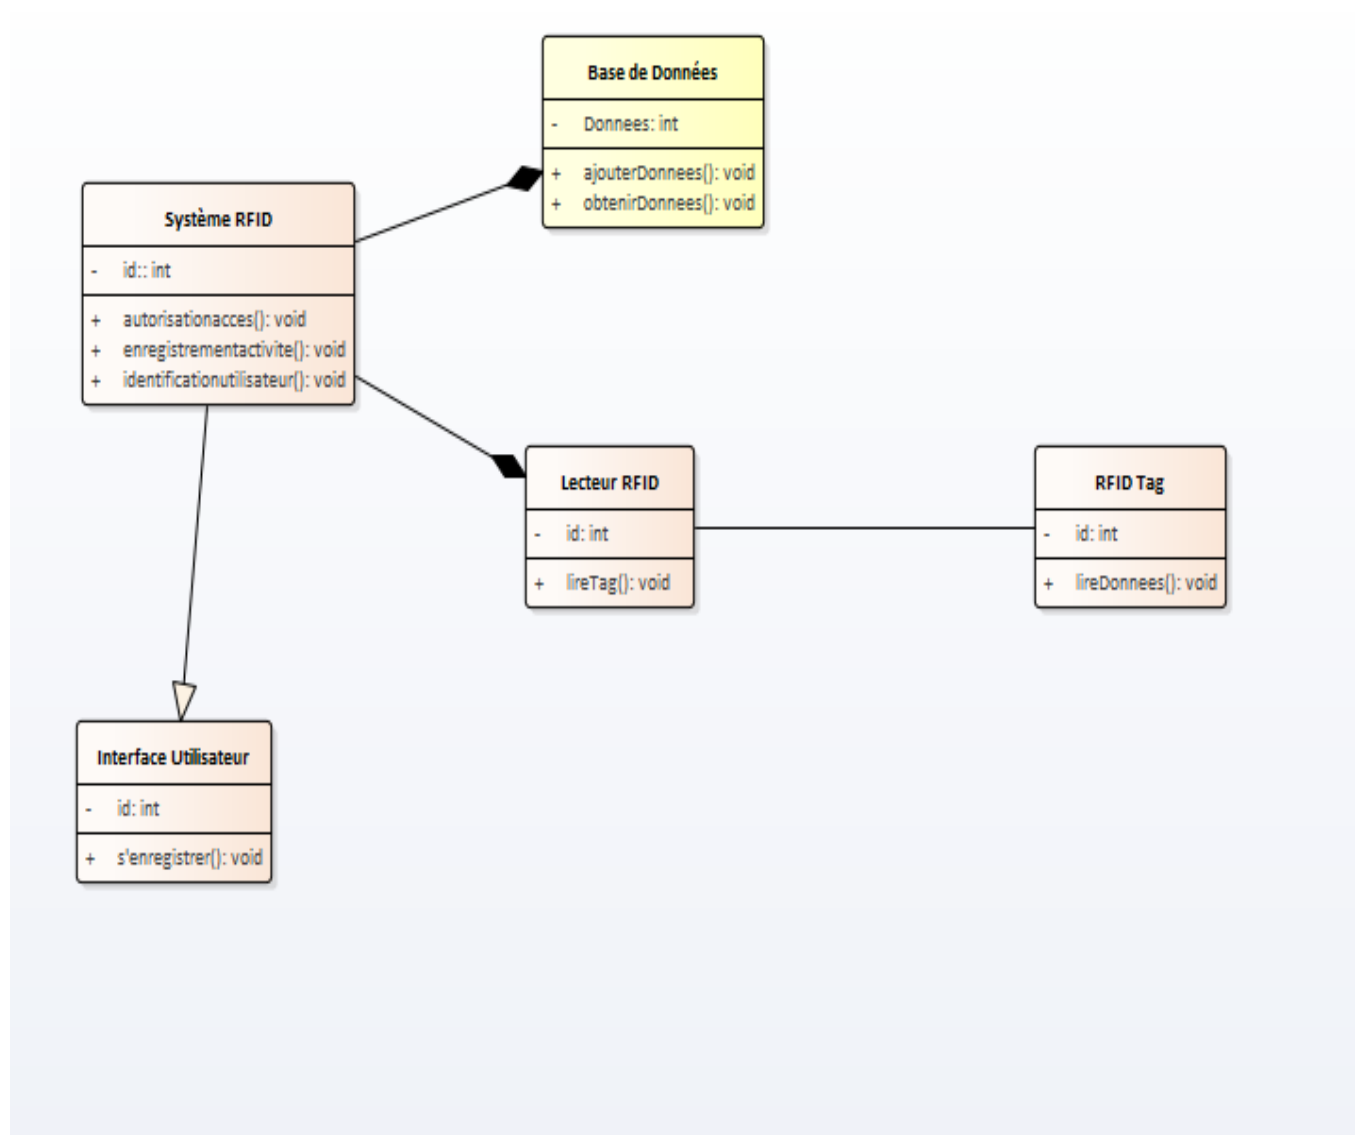 Base de Données
- Donnees: int
+ ajouterDonnees(): void
+ obtenirDonnees(): void
Système RFID
- id:: int
+ autorisationacces(): void
+ enregistrementactivite(): void
+ identificationutilisateur(): void
Lecteur RFID
- id: int
+ lireTag(): void
RFID Tag
- id: int
+ lireDonnees(): void
Interface Utilisateur
- id: int
+ s'enregistrer(): void